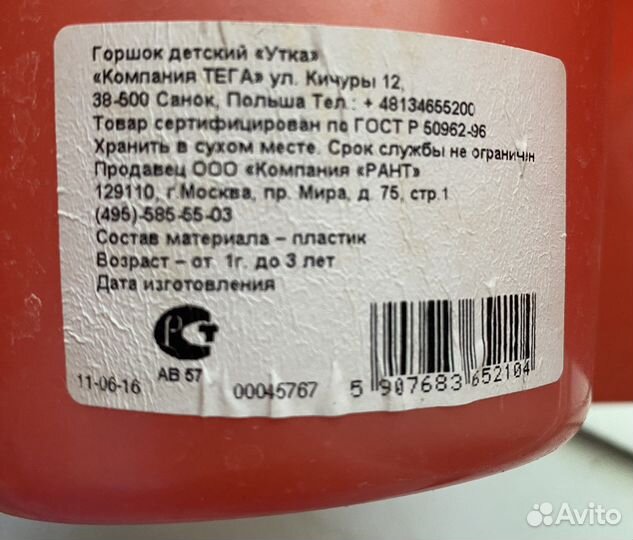 Горшок детский «Утка»
«Компания ТЕГА» ул. Кичуры 12,
38-500 Санок, Польша Тел.: + 48134655200
Товар сертифицирован по ГОСТ Р 50962-96
Хранить в сухом месте. Срок службы не ограничен
Продавец ООО «Компания «РАНТ»
129110, г.Москва, пр. Мира, д. 75, стр.1
(495)-585-55-03
Состав материала – пластик
Возраст – от 1г. до 3 лет
Дата изготовления
РСТ
АВ 57
11-06-16
00045767
5 907683 652104
Avito